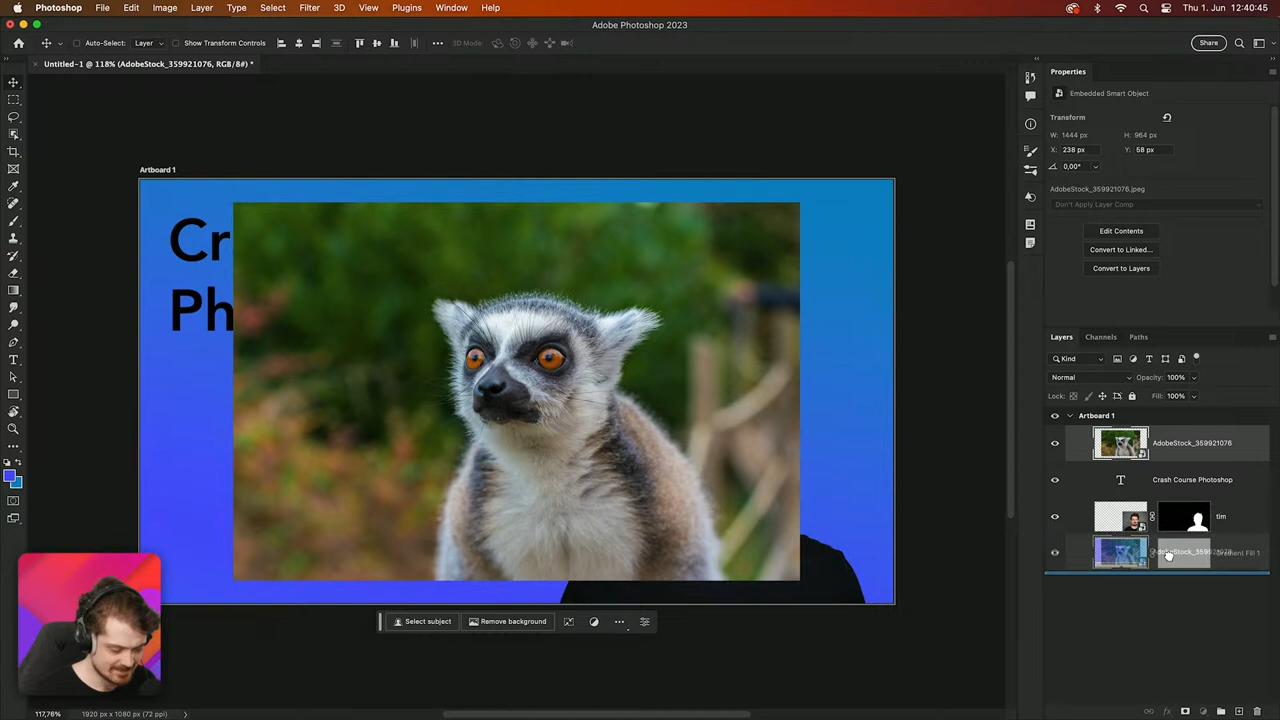 Photoshop File Edit Image Layer Type Select Filter 3D View Plugins Window Help Thu 1. Jun 12:40:45
Adobe Photoshop 2023
Auto-Select: Layer Show Transform Controls 3D Mode: Share
Untitled-1 @ 118% (AdobeStock_359921076, RGB/8#) *
Properties
Embedded Smart Object
Transform
W: 1444 px H: 964 px
X: 238 px Y: 58 px
0,00°
AdobeStock_359921076.jpeg
Don't Apply Layer Comp
Edit Contents
Convert to Linked...
Convert to Layers
Artboard 1
Cr
Ph
Layers Channels Paths
Kind
Normal Opacity: 100%
Lock: Fill: 100%
Artboard 1
AdobeStock_359921076
T Crash Course Photoshop
tim
Gradient Fill 1
Select subject Remove background
117,76% 1920 px x 1080 px (72 ppi)